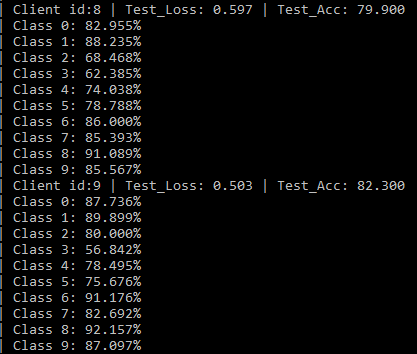 Client id:8 | Test_Loss: 0.597 | Test_Acc: 79.900
Class 0: 82.955%
Class 1: 88.235%
Class 2: 68.468%
Class 3: 62.385%
Class 4: 74.038%
Class 5: 78.788%
Class 6: 86.000%
Class 7: 85.393%
Class 8: 91.089%
Class 9: 85.567%
Client id:9 | Test_Loss: 0.503 | Test_Acc: 82.300
Class 0: 87.736%
Class 1: 89.899%
Class 2: 80.000%
Class 3: 56.842%
Class 4: 78.495%
Class 5: 75.676%
Class 6: 91.176%
Class 7: 82.692%
Class 8: 92.157%
Class 9: 87.097%